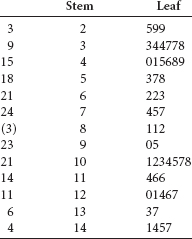 Stem Leaf
3 2 599
9 3 344778
15 4 015689
18 5 378
21 6 223
24 7 457
(3) 8 112
23 9 05
21 10 1234578
14 11 466
11 12 01467
6 13 37
4 14 1457